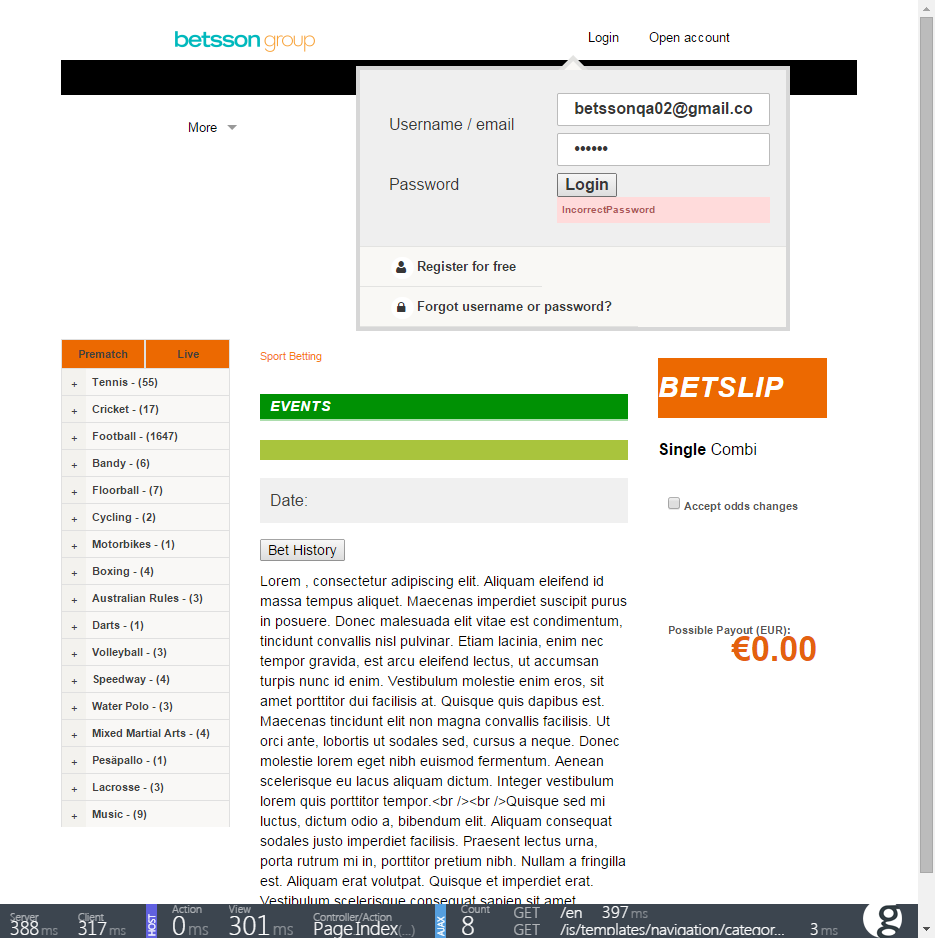 betsson group
Login Open account
More
Username / email betssonqa02@gmail.co
••••••
Password Login
IncorrectPassword
Register for free
Forgot username or password?
Prematch Live
+ Tennis - (55)
+ Cricket - (17)
+ Football - (1647)
+ Bandy - (6)
+ Floorball - (7)
+ Cycling - (2)
+ Motorbikes - (1)
+ Boxing - (4)
+ Australian Rules - (3)
+ Darts - (1)
+ Volleyball - (3)
+ Speedway - (4)
+ Water Polo - (3)
+ Mixed Martial Arts - (4)
+ Pesäpallo - (1)
+ Lacrosse - (3)
+ Music - (9)
Sport Betting
EVENTS
Date:
Bet History
Lorem , consectetur adipiscing elit. Aliquam eleifend id
massa tempus aliquet. Maecenas imperdiet suscipit purus
in posuere. Donec malesuada elit vitae est condimentum,
tincidunt convallis nisl pulvinar. Etiam lacinia, enim nec
tempor gravida, est arcu eleifend lectus, ut accumsan
turpis nunc id enim. Vestibulum molestie enim eros, sit
amet porttitor dui facilisis at. Quisque quis dapibus est.
Maecenas tincidunt elit non magna convallis facilisis. Ut
orci ante, lobortis ut sodales sed, cursus a neque. Donec
molestie lorem eget nibh euismod fermentum. Aenean
scelerisque eu lacus aliquam dictum. Integer vestibulum
lorem quis porttitor tempor.<br /><br />Quisque sed mi
luctus, dictum odio a, bibendum elit. Aliquam consequat
sodales justo imperdiet facilisis. Praesent lectus urna,
porta rutrum mi in, porttitor pretium nibh. Nullam a fringilla
est. Aliquam erat volutpat. Quisque et imperdiet erat.
Vestibulum scelerisque consequat sapien sit amet
BETSLIP
Single Combi
Accept odds changes
Possible Payout (EUR):
€0.00
Server
388 ms
Client
317 ms
HOST
Action
0 ms
View
301 ms
Controller/Action
PageIndex(...)
AJAX
Count
8
GET /en 397 ms
GET /is/templates/navigation/categor... 3 ms
g